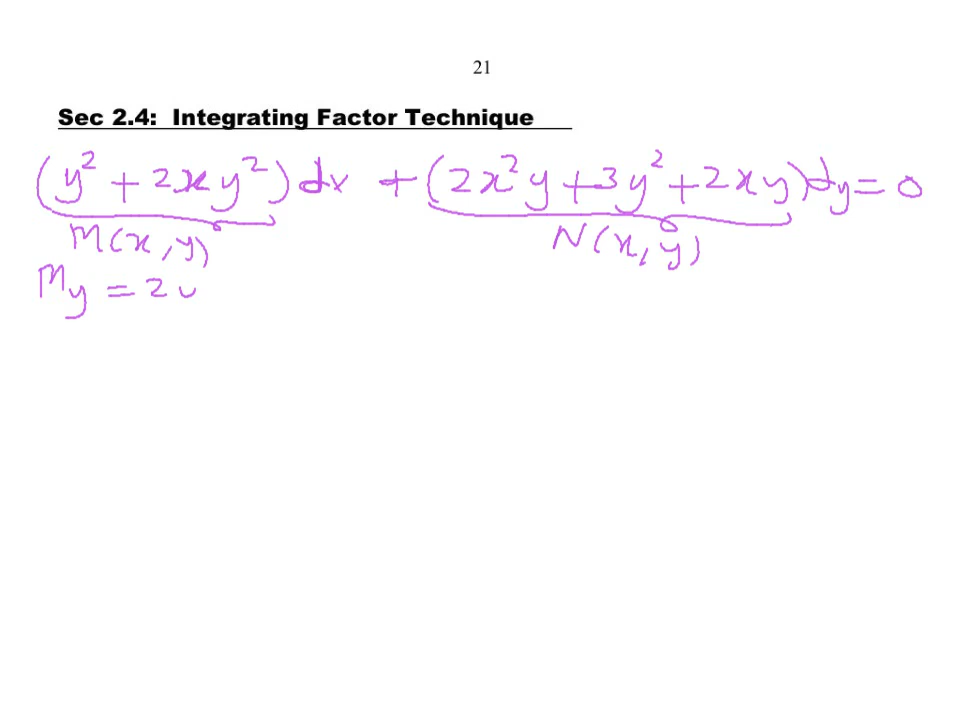 21
Sec 2.4: Integrating Factor Technique
(y² + 2xy²)dx + (2x²y + 3y² + 2xy)dy = 0
M(x,y) N(x,y)
My = 2